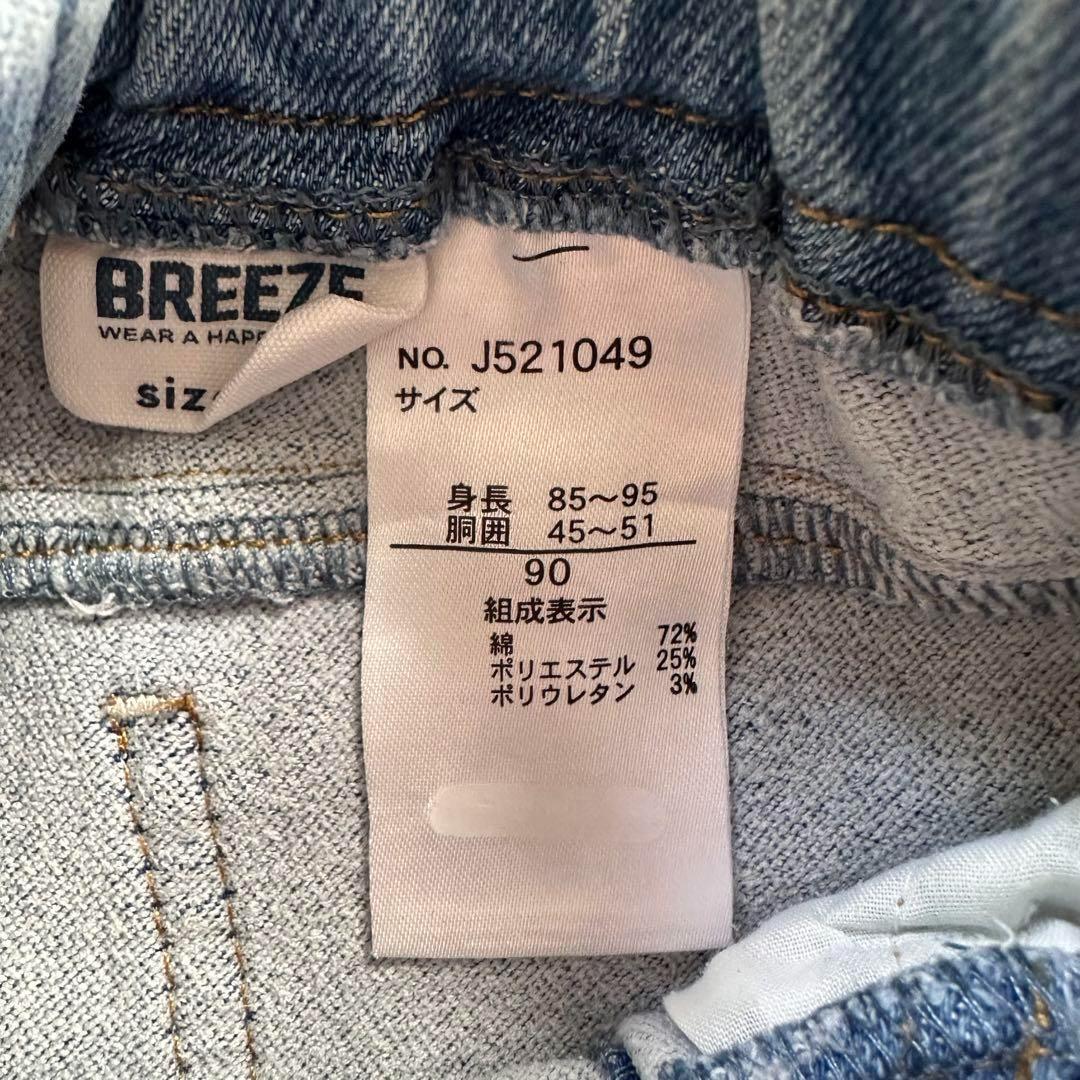 BREEZE
WEAR A HAP
siz
NO. J521049
サイズ
身長 85〜95
胴囲 45〜51
90
組成表示
綿 72%
ポリエステル 25%
ポリウレタン 3%